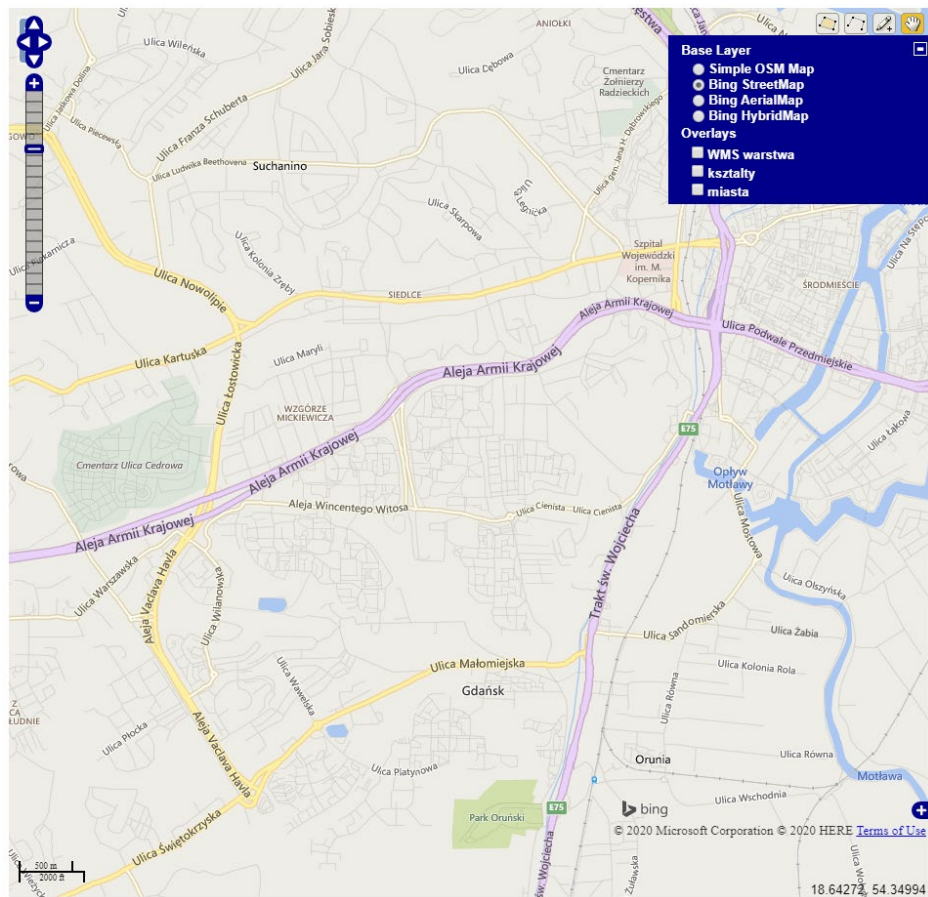 ANIOŁKI
Ulica Wileńska
Ulica Jana Sobieskiego
Ulica Dębowa
Cmentarz
Żołnierzy
Radzieckich
Base Layer
Simple OSM Map
Bing StreetMap
Bing AerialMap
Bing HybridMap
Overlays
WMS warstwa
ksztalty
miasta
Ulica Jaśkowa Dolina
Ulica Franza Schuberta
Ulica Piecewska
Ulica gen. Jana H. Dąbrowskiego
Ulica Ludwika Beethovena
Suchanino
Ulica Legnicka
Ulica Skarpowa
Ulica Kolonia Zręby
Szpital
Wojewódzki
im. M.
Kopernika
Ulica Nowolipie
SIEDLCE
ŚRÓDMIEŚCIE
Aleja Armii Krajowej
Ulica Podwale Przedmiejskie
Ulica Kartuska
Ulica Maryli
Ulica Łostowicka
Aleja Armii Krajowej
WZGÓRZE
MICKIEWICZA
E75
Ulica Łąkowa
Aleja Armii Krajowej
Cmentarz Ulica Cedrowa
Opływ
Motławy
Aleja Wincentego Witosa
Ulica Cienista
Ulica Cienista
Ulica Mostowa
Aleja Armii Krajowej
Trakt św. Wojciecha
Ulica Warszawska
Ulica Wilanowska
Aleja Vaclava Havla
Ulica Olszyńska
Ulica Sandomierska
Ulica Żabia
Ulica Małomiejska
Ulica Kolonia Rola
Gdańsk
Ulica Wawelska
Ulica Równa
Ulica Płocka
Aleja Vaclava Havla
Orunia
Ulica Równa
Ulica Piatynowa
Motława
Ulica Wschodnia
E75
Park Oruński
bing
© 2020 Microsoft Corporation © 2020 HERE Terms of Use
Ulica Świętokrzyska
500 m
2000 ft
św. Wojciecha
Żuławska
18.64272, 54.34994